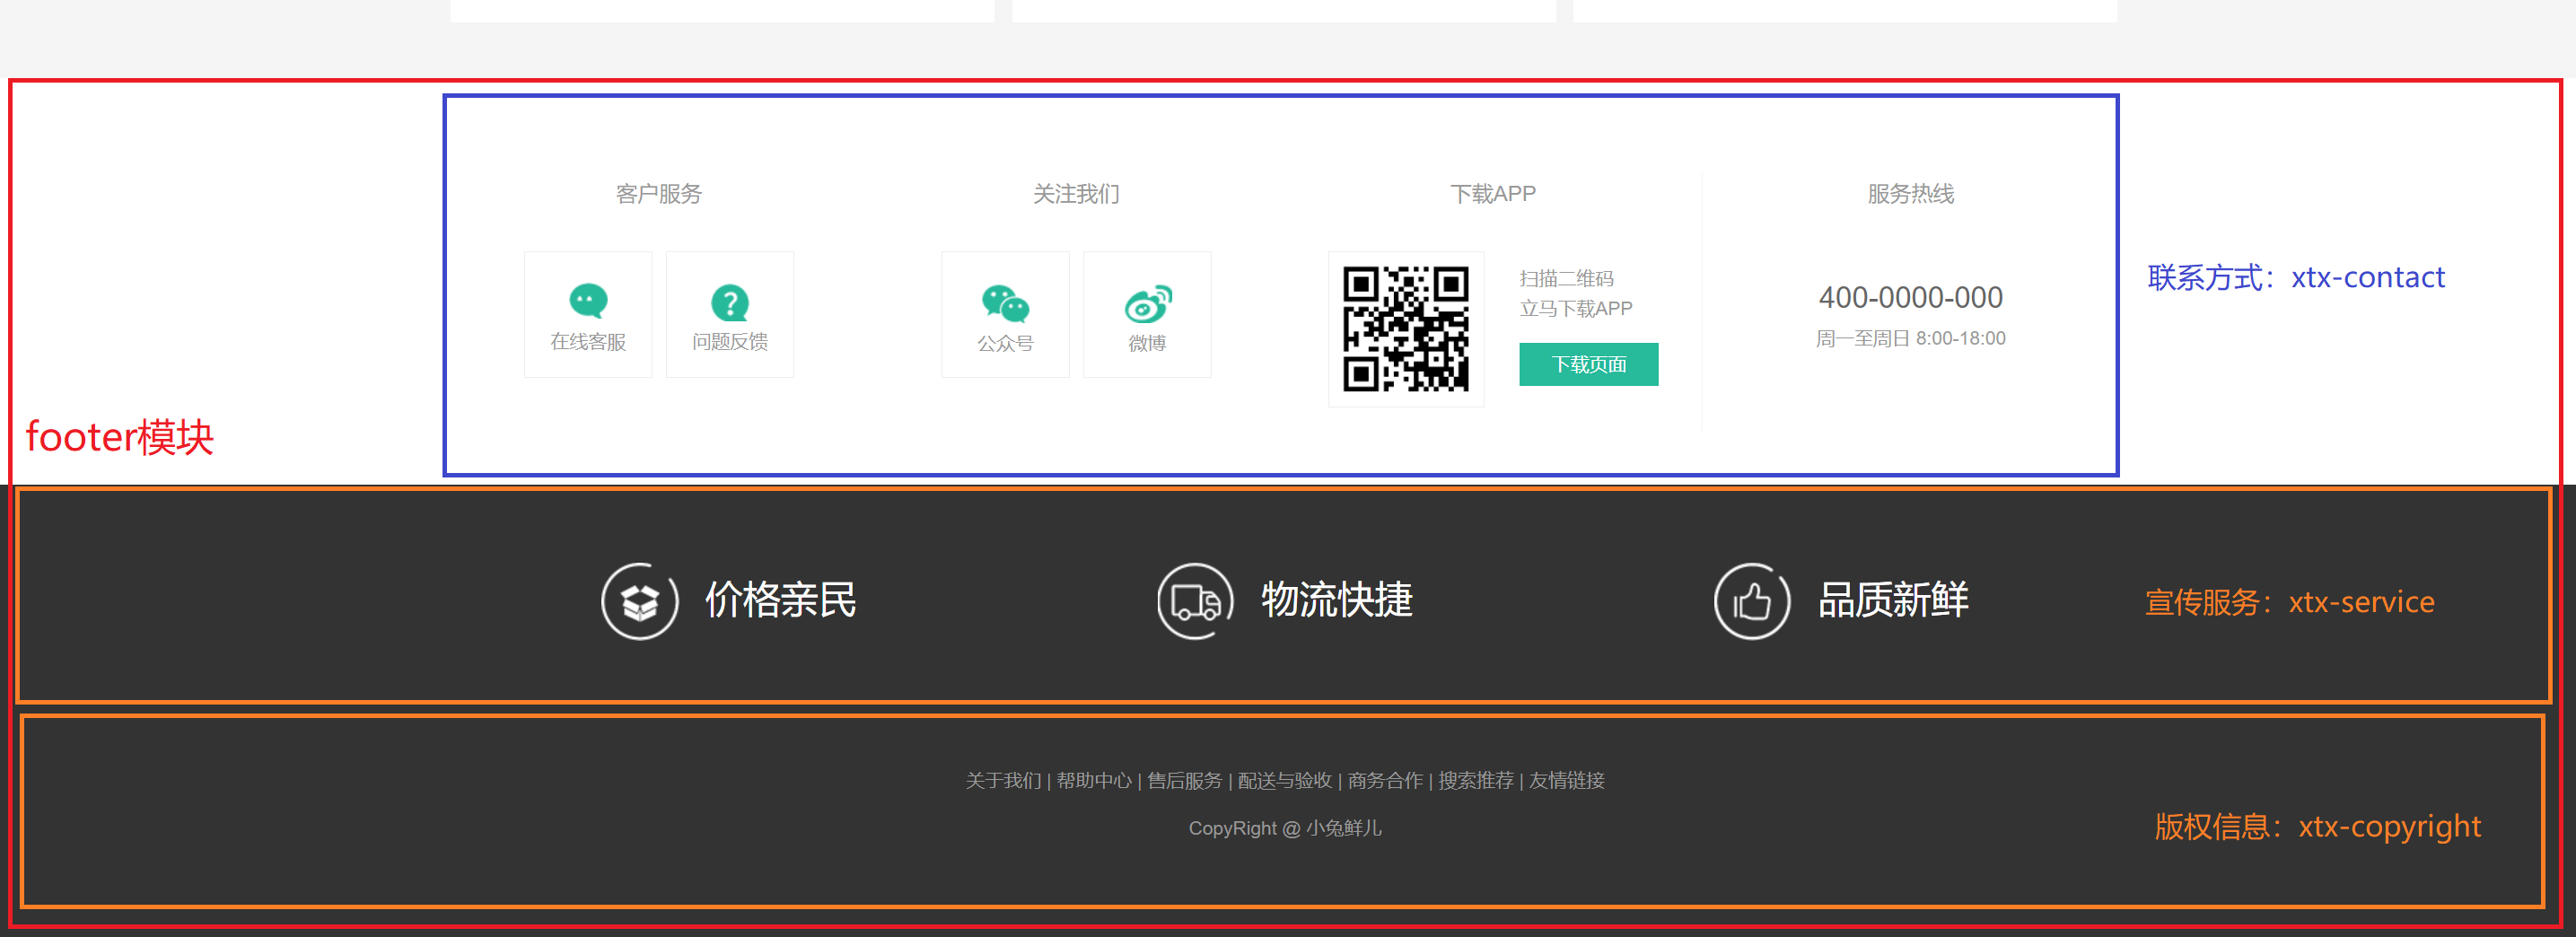 客户服务
关注我们
下载APP
服务热线
在线客服
问题反馈
公众号
微博
扫描二维码
立马下载APP
下载页面
400-0000-000
周一至周日 8:00-18:00
联系方式：xtx-contact
footer模块
价格亲民
物流快捷
品质新鲜
宣传服务：xtx-service
关于我们 | 帮助中心 | 售后服务 | 配送与验收 | 商务合作 | 搜索推荐 | 友情链接
CopyRight @ 小兔鲜儿
版权信息：xtx-copyright